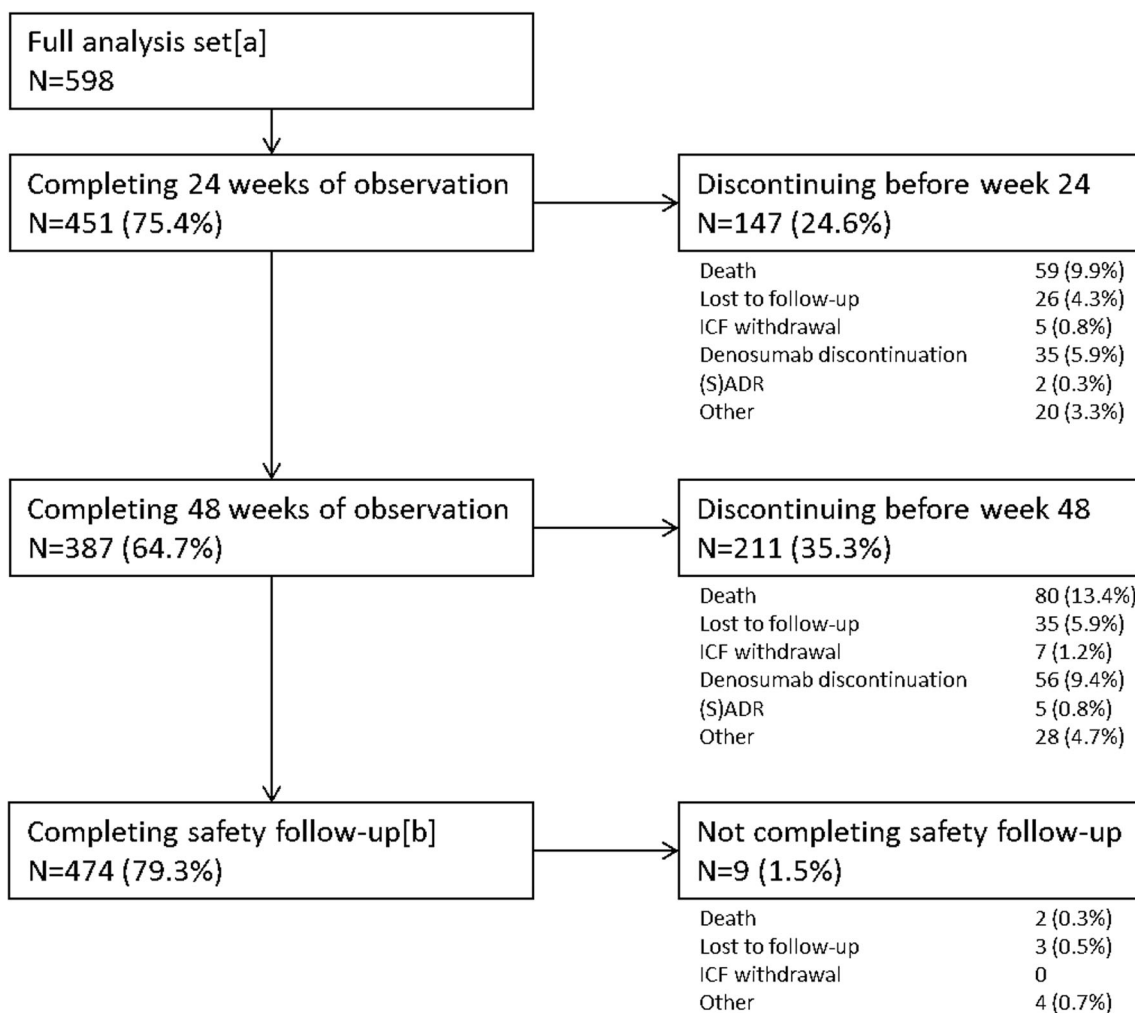 Full analysis set[a]
N=598
Completing 24 weeks of observation
N=451 (75.4%)
Discontinuing before week 24
N=147 (24.6%)
Death 59 (9.9%)
Lost to follow-up 26 (4.3%)
ICF withdrawal 5 (0.8%)
Denosumab discontinuation 35 (5.9%)
(S)ADR 2 (0.3%)
Other 20 (3.3%)
Completing 48 weeks of observation
N=387 (64.7%)
Discontinuing before week 48
N=211 (35.3%)
Death 80 (13.4%)
Lost to follow-up 35 (5.9%)
ICF withdrawal 7 (1.2%)
Denosumab discontinuation 56 (9.4%)
(S)ADR 5 (0.8%)
Other 28 (4.7%)
Completing safety follow-up[b]
N=474 (79.3%)
Not completing safety follow-up
N=9 (1.5%)
Death 2 (0.3%)
Lost to follow-up 3 (0.5%)
ICF withdrawal 0
Other 4 (0.7%)